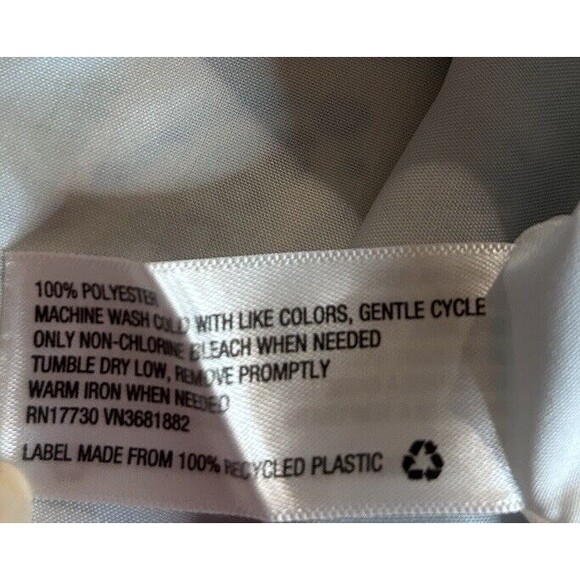 100% POLYESTER
MACHINE WASH COLD WITH LIKE COLORS, GENTLE CYCLE
ONLY NON-CHLORINE BLEACH WHEN NEEDED
TUMBLE DRY LOW, REMOVE PROMPTLY
WARM IRON WHEN NEEDED
RN17730 VN3681882
LABEL MADE FROM 100% RECYCLED PLASTIC